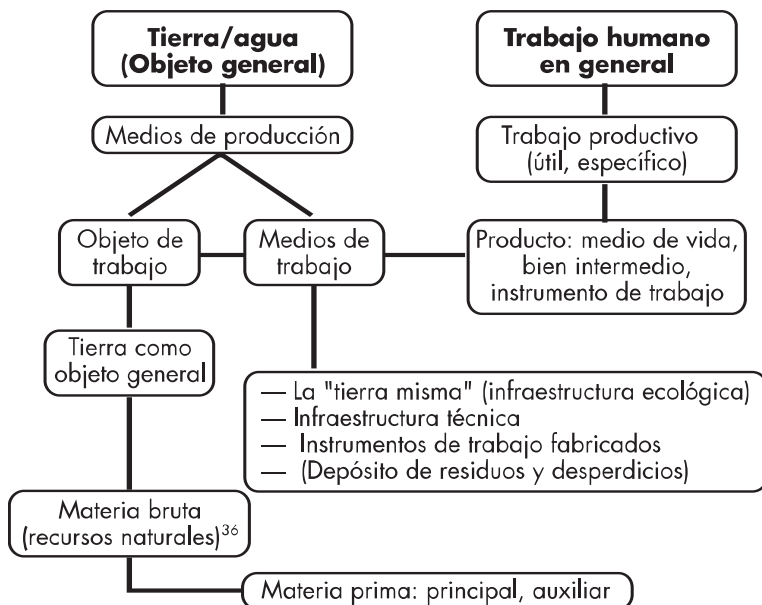 Tierra/agua
(Objeto general)
Trabajo humano
en general
Medios de producción
Trabajo productivo
(útil, específico)
Objeto de
trabajo
Medios de
trabajo
Producto: medio de vida,
bien intermedio,
instrumento de trabajo
Tierra como
objeto general
— La "tierra misma" (infraestructura ecológica)
— Infraestructura técnica
— Instrumentos de trabajo fabricados
— (Depósito de residuos y desperdicios)
Materia bruta
(recursos naturales)³⁶
Materia prima: principal, auxiliar